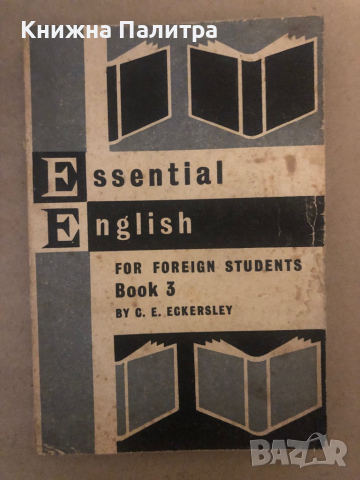 Книжна Палитра
Essential
English
FOR FOREIGN STUDENTS
Book 3
BY C. E. ECKERSLEY
BAZAR